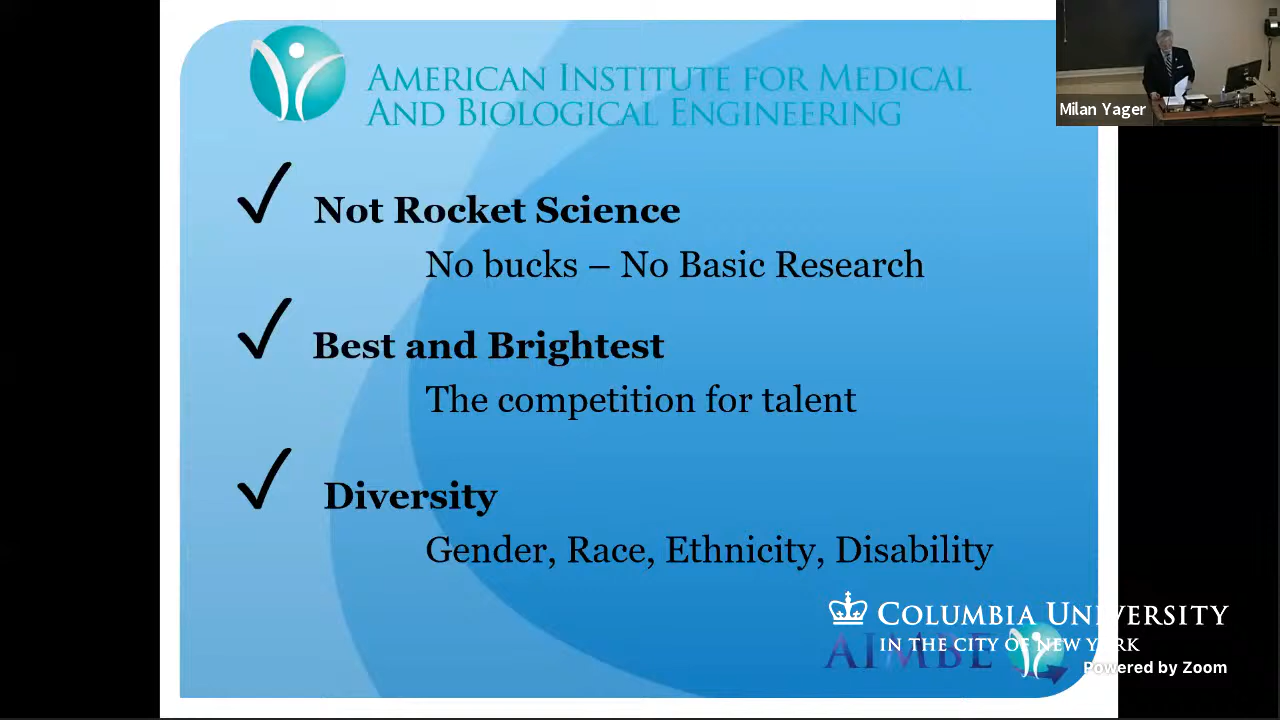 AMERICAN INSTITUTE FOR MEDICAL
AND BIOLOGICAL ENGINEERING
Milan Yager
✓ Not Rocket Science
No bucks – No Basic Research
✓ Best and Brightest
The competition for talent
✓ Diversity
Gender, Race, Ethnicity, Disability
COLUMBIA UNIVERSITY
IN THE CITY OF NEW YORK
AIMBE
Powered by Zoom